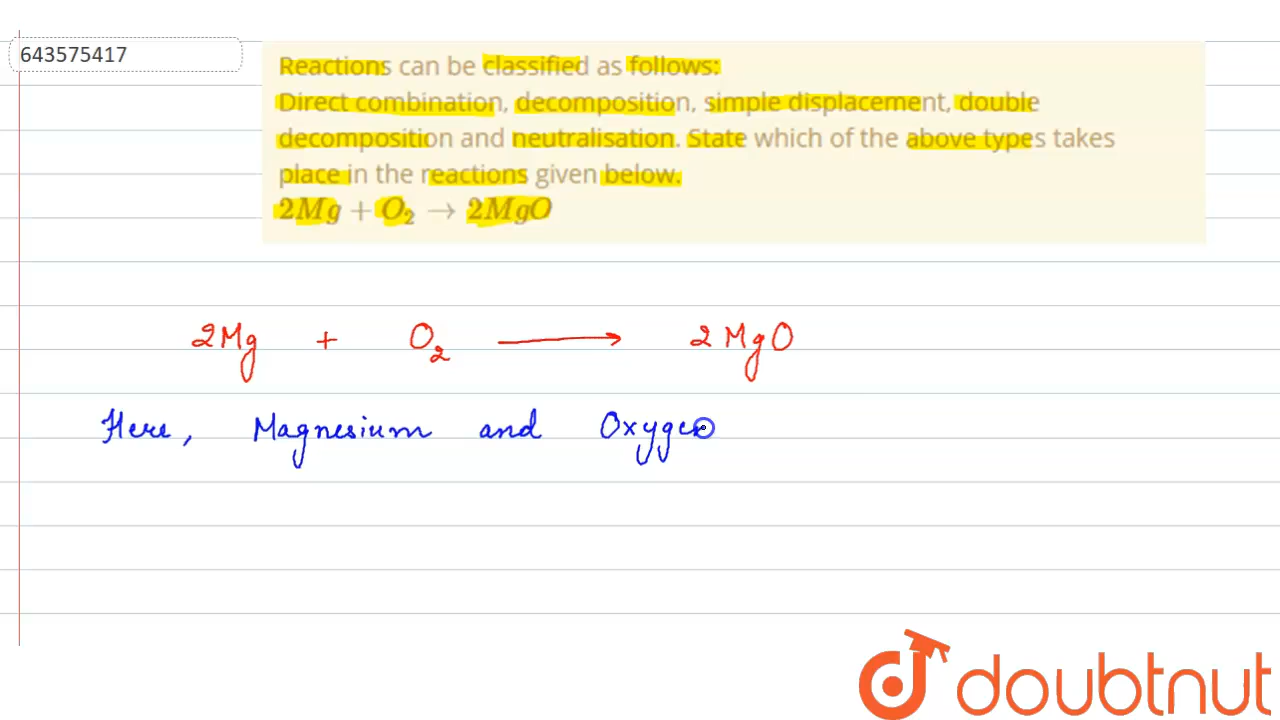 643575417
Reactions can be classified as follows:
Direct combination, decomposition, simple displacement, double
decomposition and neutralisation. State which of the above types takes
place in the reactions given below.
2Mg + O₂ → 2MgO
2Mg + O₂ → 2MgO
Here, Magnesium and Oxygen
doubtnut